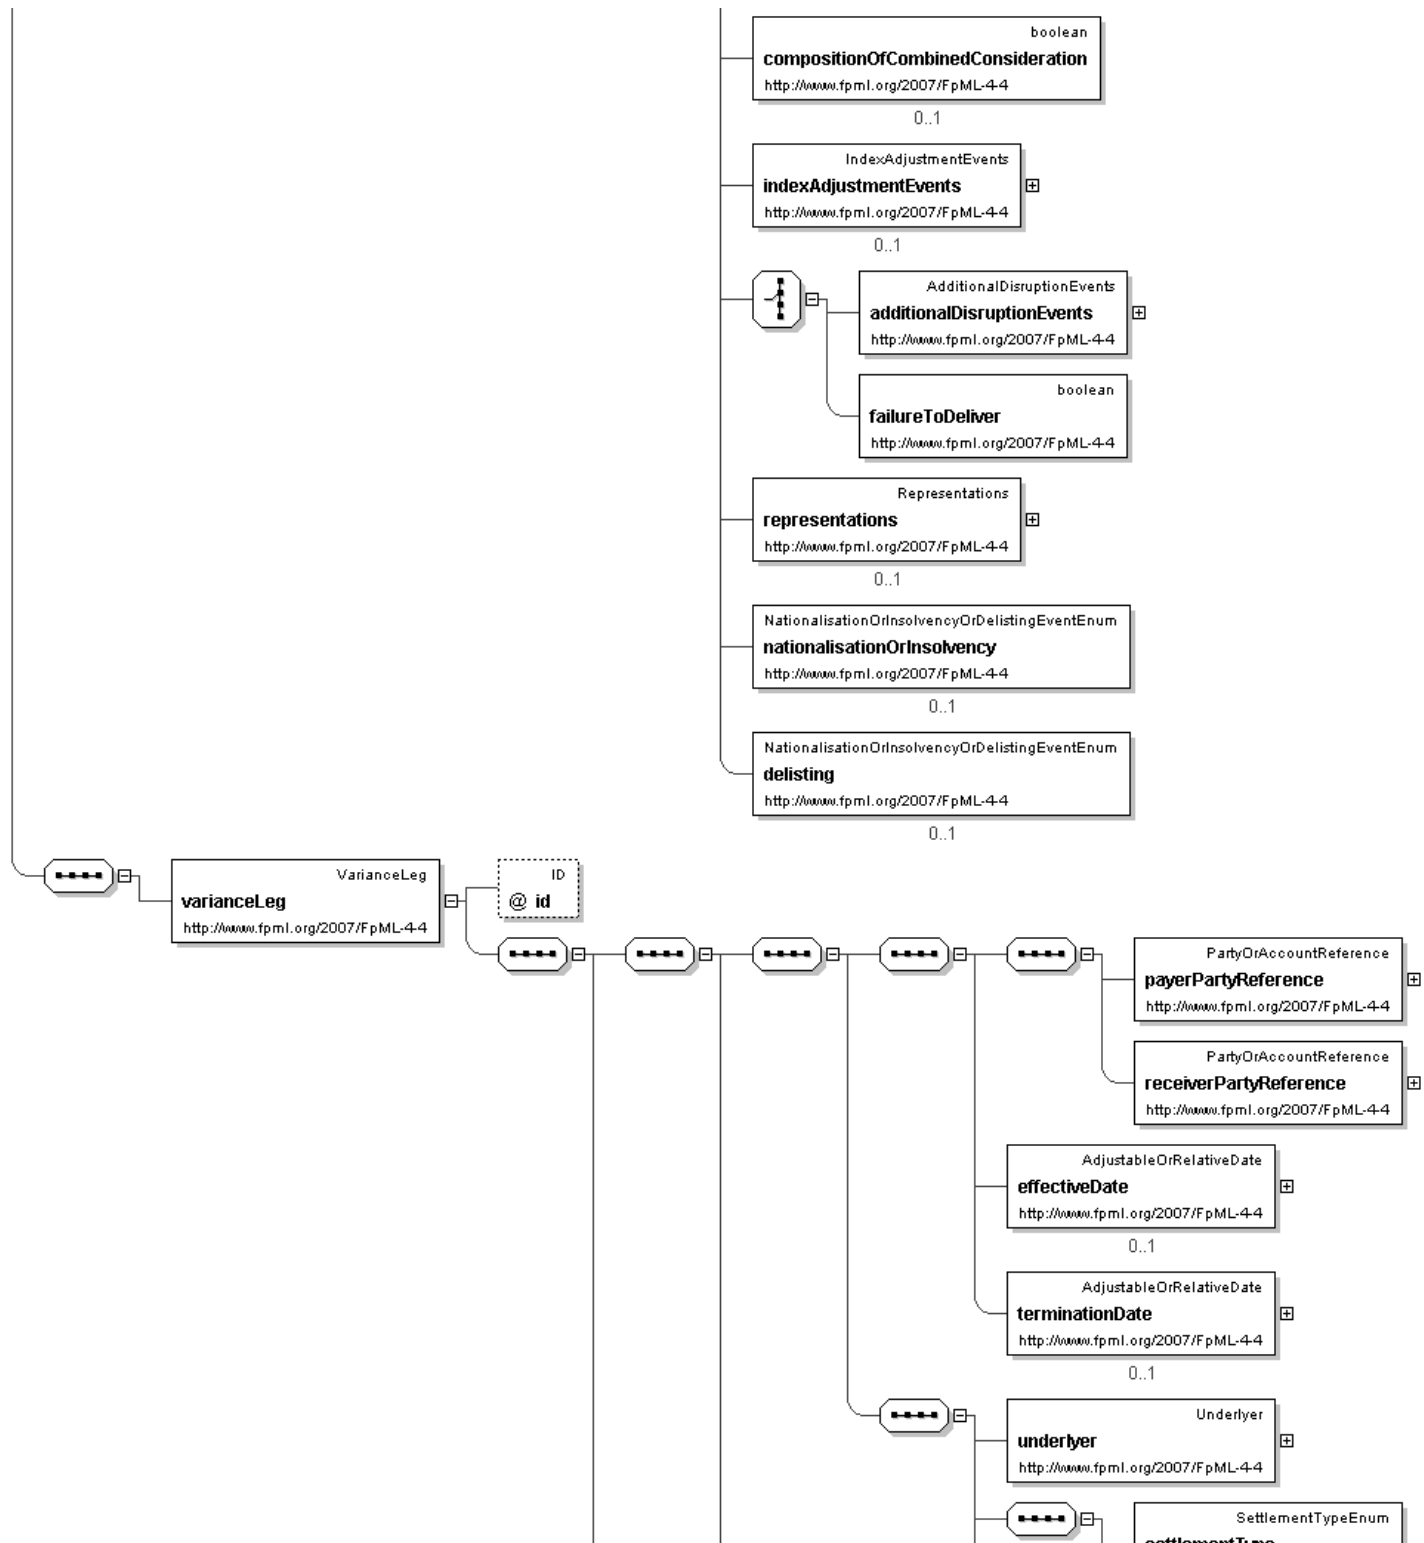 boolean
compositionOfCombinedConsideration
http://www.fpml.org/2007/FpML-4-4
0..1
IndexAdjustmentEvents
indexAdjustmentEvents
http://www.fpml.org/2007/FpML-4-4
0..1
AdditionalDisruptionEvents
additionalDisruptionEvents
http://www.fpml.org/2007/FpML-4-4
boolean
failureToDeliver
http://www.fpml.org/2007/FpML-4-4
Representations
representations
http://www.fpml.org/2007/FpML-4-4
0..1
NationalisationOrInsolvencyOrDelistingEventEnum
nationalisationOrInsolvency
http://www.fpml.org/2007/FpML-4-4
0..1
NationalisationOrInsolvencyOrDelistingEventEnum
delisting
http://www.fpml.org/2007/FpML-4-4
0..1
VarianceLeg
varianceLeg
http://www.fpml.org/2007/FpML-4-4
ID
@ id
PartyOrAccountReference
payerPartyReference
http://www.fpml.org/2007/FpML-4-4
PartyOrAccountReference
receiverPartyReference
http://www.fpml.org/2007/FpML-4-4
AdjustableOrRelativeDate
effectiveDate
http://www.fpml.org/2007/FpML-4-4
0..1
AdjustableOrRelativeDate
terminationDate
http://www.fpml.org/2007/FpML-4-4
0..1
Underlyer
underlyer
http://www.fpml.org/2007/FpML-4-4
SettlementTypeEnum
settlementType